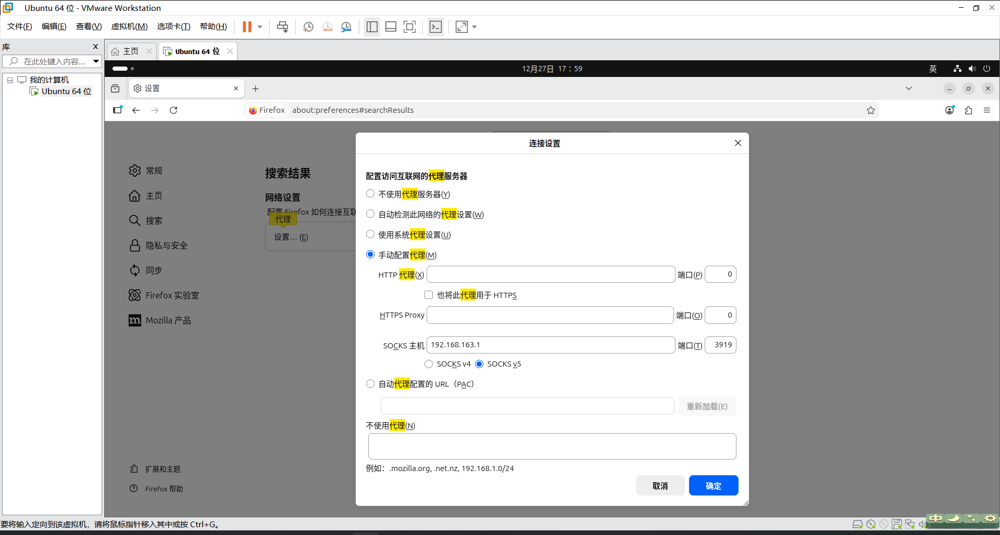 Ubuntu 64 位 - VMware Workstation
文件(F) 编辑(E) 查看(V) 虚拟机(M) 选项卡(T) 帮助(H)
库
在此处键入内容...
我的计算机
Ubuntu 64 位
主页
Ubuntu 64 位
12月27日 17：59
英
设置
Firefox about:preferences#searchResults
常规
主页
搜索
隐私与安全
同步
Firefox 实验室
Mozilla 产品
扩展和主题
Firefox 帮助
搜索结果
网络设置
配置 Firefox 如何连接互联
代理
设置… (E)
连接设置
配置访问互联网的代理服务器
不使用代理服务器(Y)
自动检测此网络的代理设置(W)
使用系统代理设置(U)
手动配置代理(M)
HTTP 代理(X) 端口(P) 0
也将此代理用于 HTTPS
HTTPS Proxy 端口(O) 0
SOCKS 主机 192.168.163.1 端口(T) 3919
SOCKS v4 SOCKS v5
自动代理配置的 URL（PAC）
重新加载(E)
不使用代理(N)
例如：.mozilla.org, .net.nz, 192.168.1.0/24
取消 确定
要将输入定向到该虚拟机，请将鼠标指针移入其中或按 Ctrl+G。
中